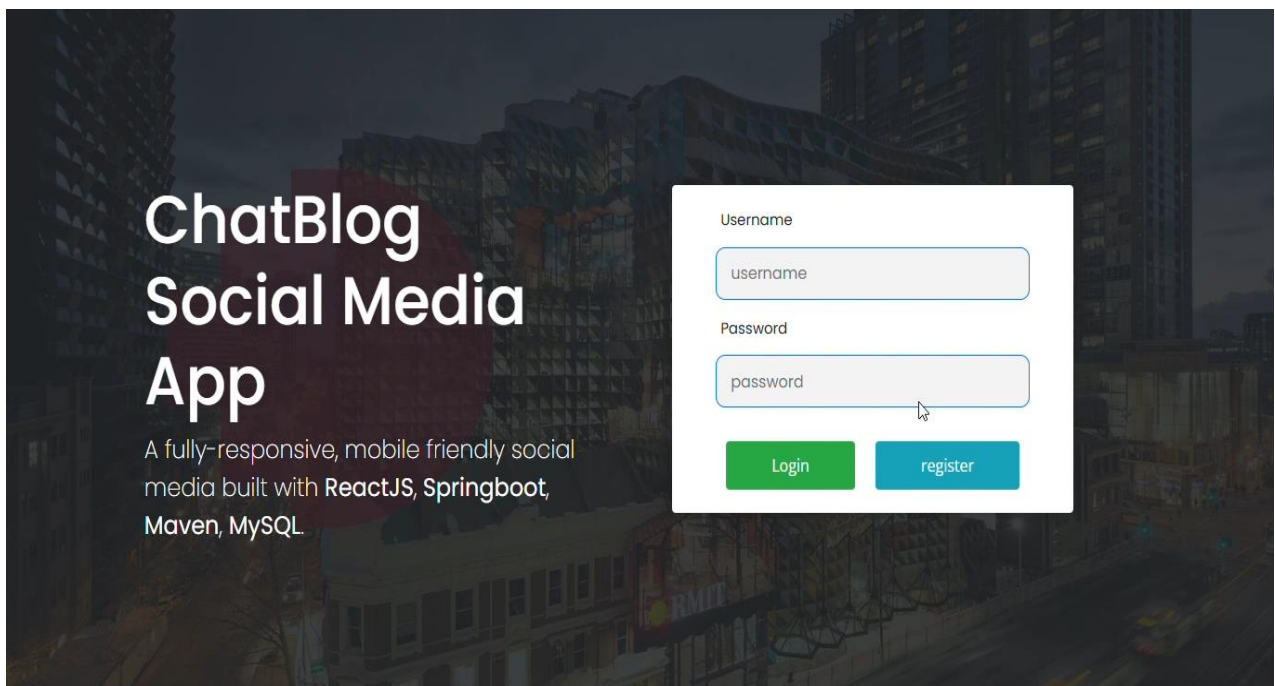 ChatBlog
Social Media
App
A fully-responsive, mobile friendly social
media built with ReactJS, Springboot,
Maven, MySQL.
Username
username
Password
password
Login register
RMIT